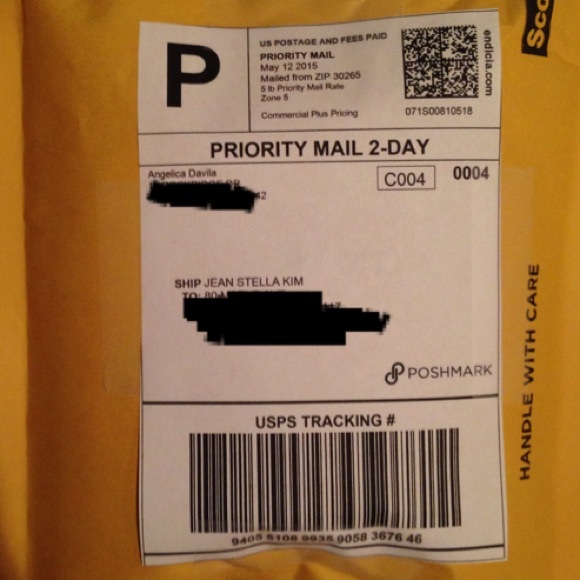 P
US POSTAGE AND FEES PAID
PRIORITY MAIL
May 12 2015
Mailed from ZIP 30265
5 lb Priority Mail Rate
Zone 5
Commercial Plus Pricing
endicia.com
071S00810518
PRIORITY MAIL 2-DAY
Angelica Davila
C004
0004
SHIP JEAN STELLA KIM
TO:
POSHMARK
USPS TRACKING #
9405 5108 9935 9058 3676 46
HANDLE WITH CARE
Sco